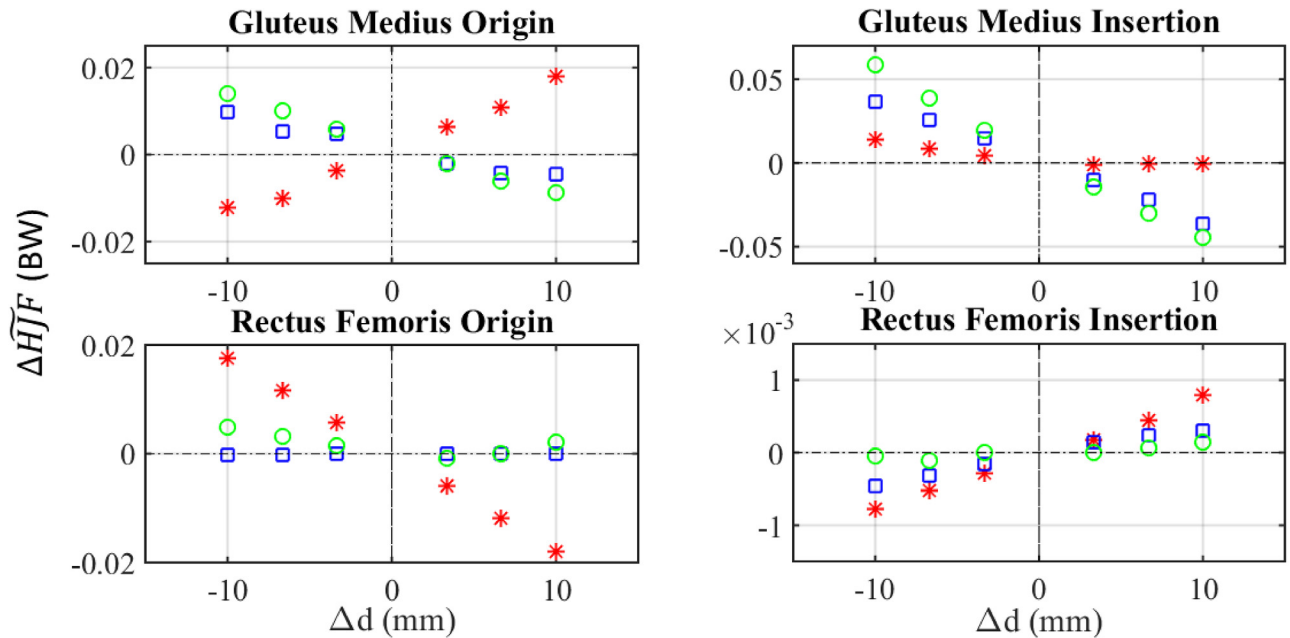 Gluteus Medius Origin
0.02
0
-0.02
-10 0 10
Gluteus Medius Insertion
0.05
0
-0.05
-10 0 10
ΔH͠JF (BW)
Rectus Femoris Origin
0.02
0
-0.02
-10 0 10
Δd (mm)
Rectus Femoris Insertion
×10⁻³
1
0
-1
-10 0 10
Δd (mm)